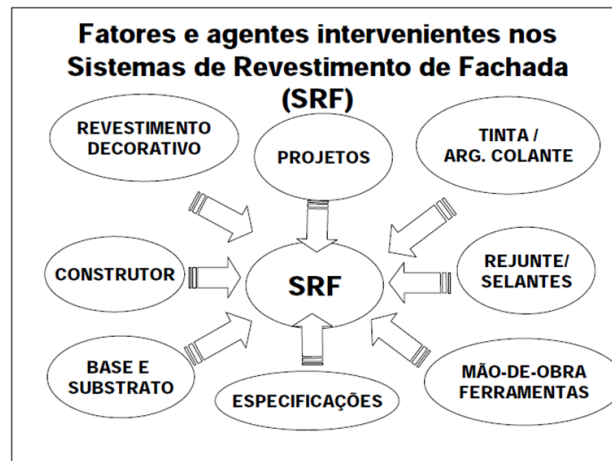 Fatores e agentes intervenientes nos
Sistemas de Revestimento de Fachada
(SRF)
REVESTIMENTO
DECORATIVO
PROJETOS
TINTA /
ARG. COLANTE
CONSTRUTOR
SRF
REJUNTE/
SELANTES
BASE E
SUBSTRATO
ESPECIFICAÇÕES
MÃO-DE-OBRA
FERRAMENTAS